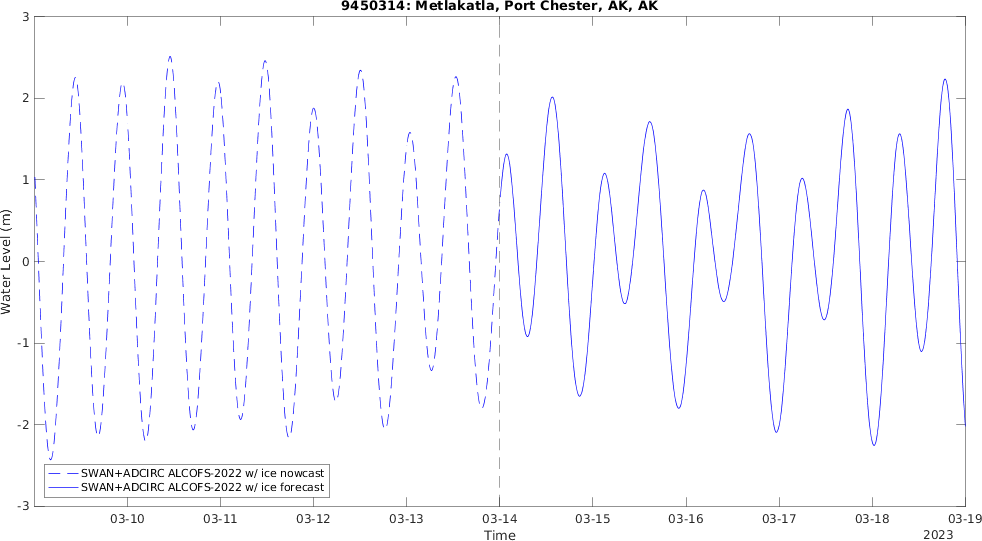 9450314: Metlakatla, Port Chester, AK, AK
3
2
1
0
-1
-2
-3
Water Level (m)
SWAN+ADCIRC ALCOFS-2022 w/ ice nowcast
SWAN+ADCIRC ALCOFS-2022 w/ ice forecast
03-10 03-11 03-12 03-13 03-14 03-15 03-16 03-17 03-18 03-19
Time
2023